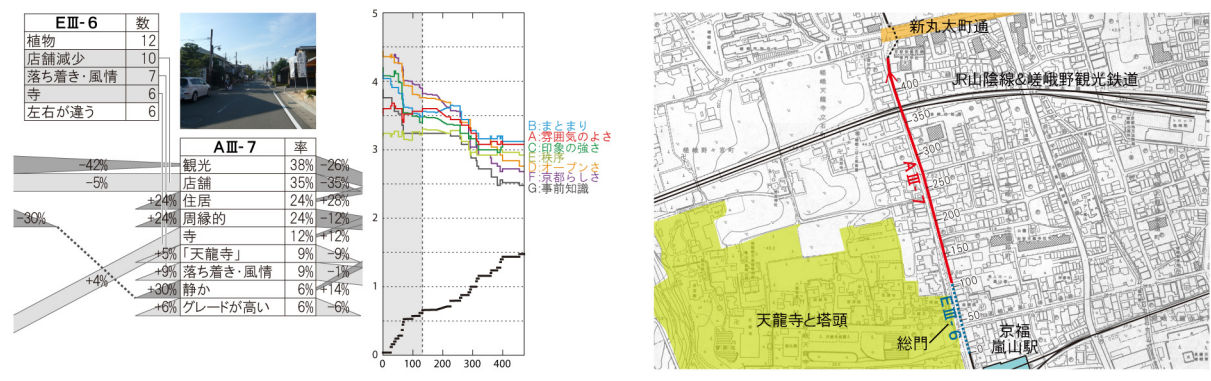 EⅢ-6 数
植物 12
店舗減少 10
落ち着き・風情 7
寺 6
左右が違う 6
AⅢ-7 率
-42% 観光 38% -26%
-5% 店舗 35% -35%
+24% 住居 24% +28%
-30% +24% 周縁的 24% -12%
寺 12% +12%
+5% 「天龍寺」 9% -9%
+4% +9% 落ち着き・風情 9% -1%
+30% 静か 6% +14%
+6% グレードが高い 6% -6%
5
4
3
2
1
0
0 100 200 300 400
B:まとまり
A:雰囲気のよさ
C:印象の強さ
E:秩序
D:オープンさ
F:京都らしさ
G:事前知識
新丸太町通
JR山陰線&嵯峨野観光鉄道
400
350
300
250
200
150
100
50
AⅢ-7
EⅢ-6
天龍寺と塔頭
総門
京福
嵐山駅